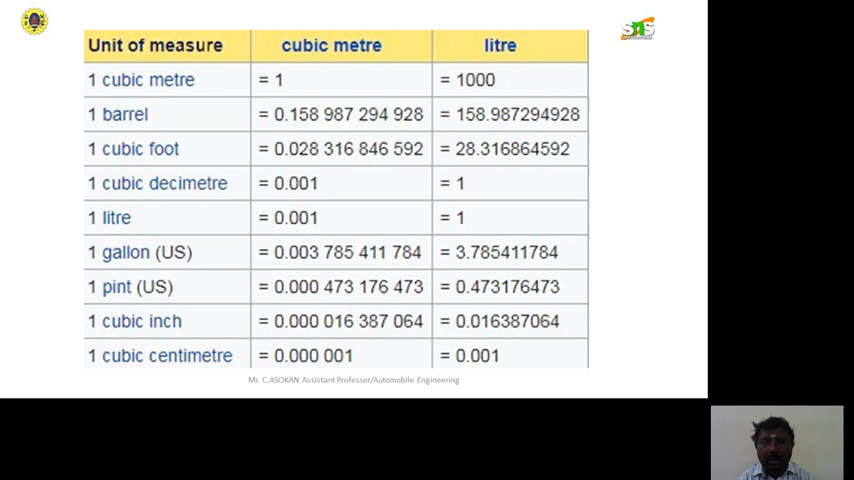 SNS
Unit of measure cubic metre litre
1 cubic metre = 1 = 1000
1 barrel = 0.158 987 294 928 = 158.987294928
1 cubic foot = 0.028 316 846 592 = 28.316864592
1 cubic decimetre = 0.001 = 1
1 litre = 0.001 = 1
1 gallon (US) = 0.003 785 411 784 = 3.785411784
1 pint (US) = 0.000 473 176 473 = 0.473176473
1 cubic inch = 0.000 016 387 064 = 0.016387064
1 cubic centimetre = 0.000 001 = 0.001
Mr. C.ASOKAN Assistant Professor/Automobile Engineering